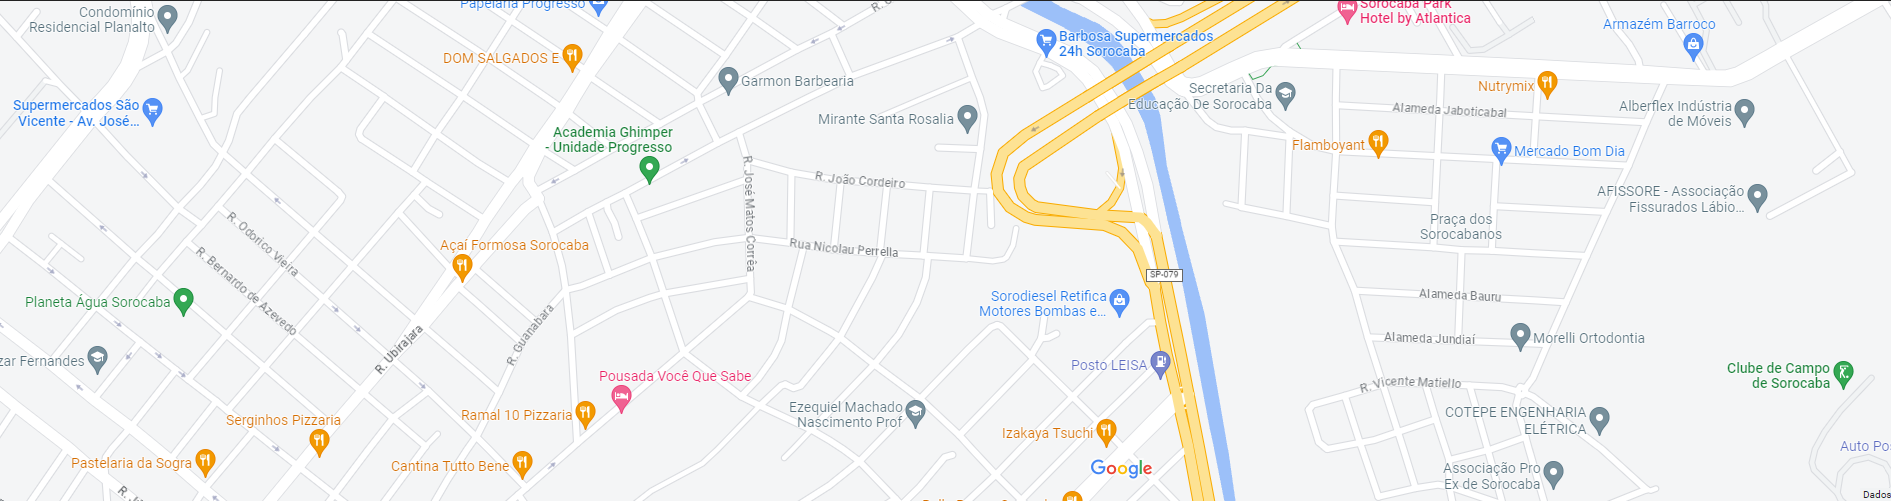 Condomínio
Residencial Planalto
Papelaria Progresso
Sorocaba Park
Hotel by Atlantica
Armazém Barroco
Barbosa Supermercados
24h Sorocaba
DOM SALGADOS E
Garmon Barbearia
Secretaria Da
Educação De Sorocaba
Nutrymix
Alameda Jaboticabal
Alberflex Indústria
de Móveis
Supermercados São
Vicente - Av. José...
Mirante Santa Rosalia
Academia Ghimper
- Unidade Progresso
Flamboyant
Mercado Bom Dia
R. José Matos Corrêa
R. João Cordeiro
AFISSORE - Associação
Fissurados Lábio...
Praça dos
Sorocabanos
R. Odorico Vieira
Açaí Formosa Sorocaba
Rua Nicolau Perrella
R. Bernardo de Azevedo
SP-079
Planeta Água Sorocaba
Sorodiesel Retifica
Motores Bombas e...
Alameda Bauru
R. Guanabara
R. Ubirajara
Alameda Jundiaí
Morelli Ortodontia
zar Fernandes
Posto LEISA
Pousada Você Que Sabe
R. Vicente Matiello
Clube de Campo
de Sorocaba
Ezequiel Machado
Nascimento Prof
Ramal 10 Pizzaria
Serginhos Pizzaria
COTEPE ENGENHARIA
ELÉTRICA
Izakaya Tsuchi
Auto Pos
Pastelaria da Sogra
Cantina Tutto Bene
Google
Associação Pro
Ex de Sorocaba
Dados